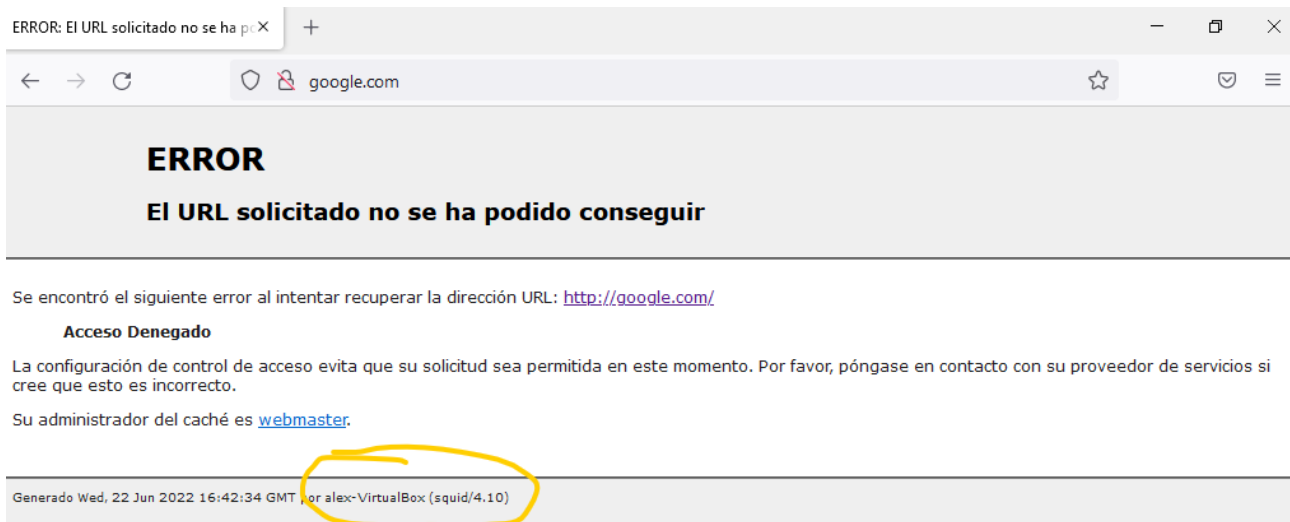 ERROR: El URL solicitado no se ha po
google.com
ERROR
El URL solicitado no se ha podido conseguir
Se encontró el siguiente error al intentar recuperar la dirección URL: http://google.com/
Acceso Denegado
La configuración de control de acceso evita que su solicitud sea permitida en este momento. Por favor, póngase en contacto con su proveedor de servicios si
cree que esto es incorrecto.
Su administrador del caché es webmaster.
Generado Wed, 22 Jun 2022 16:42:34 GMT por alex-VirtualBox (squid/4.10)